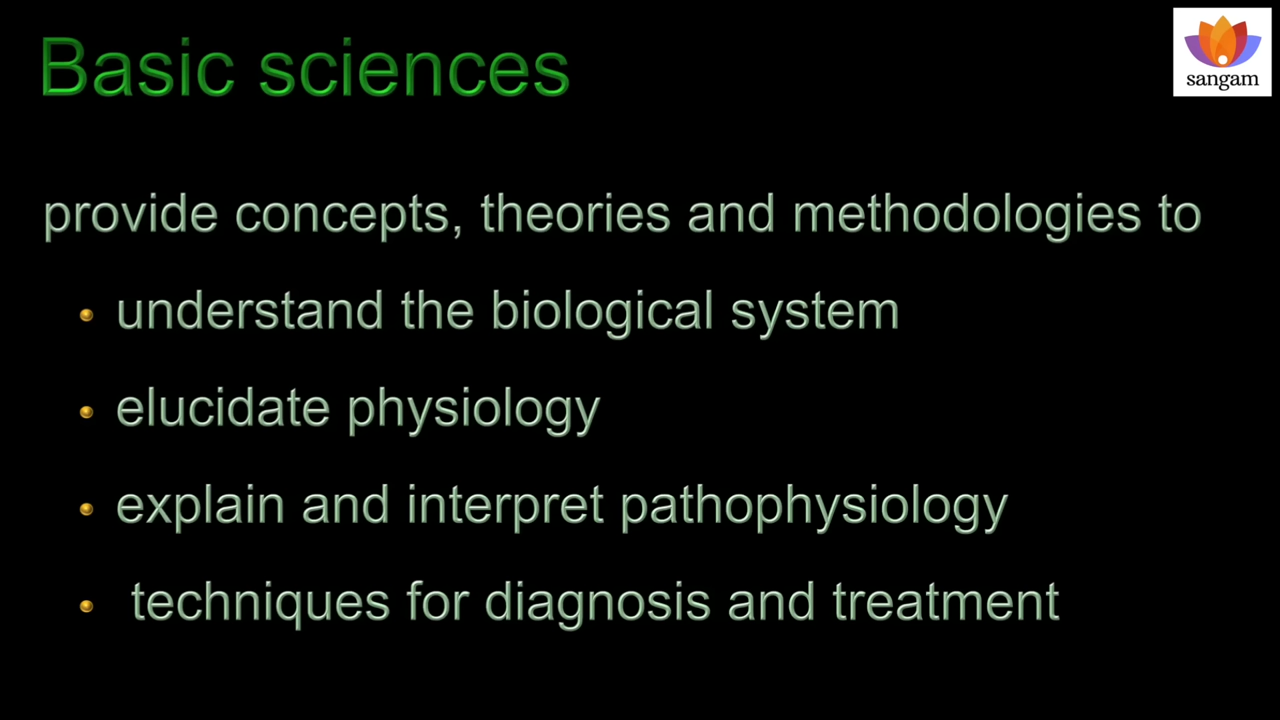 Basic sciences
sangam
provide concepts, theories and methodologies to
understand the biological system
elucidate physiology
explain and interpret pathophysiology
techniques for diagnosis and treatment